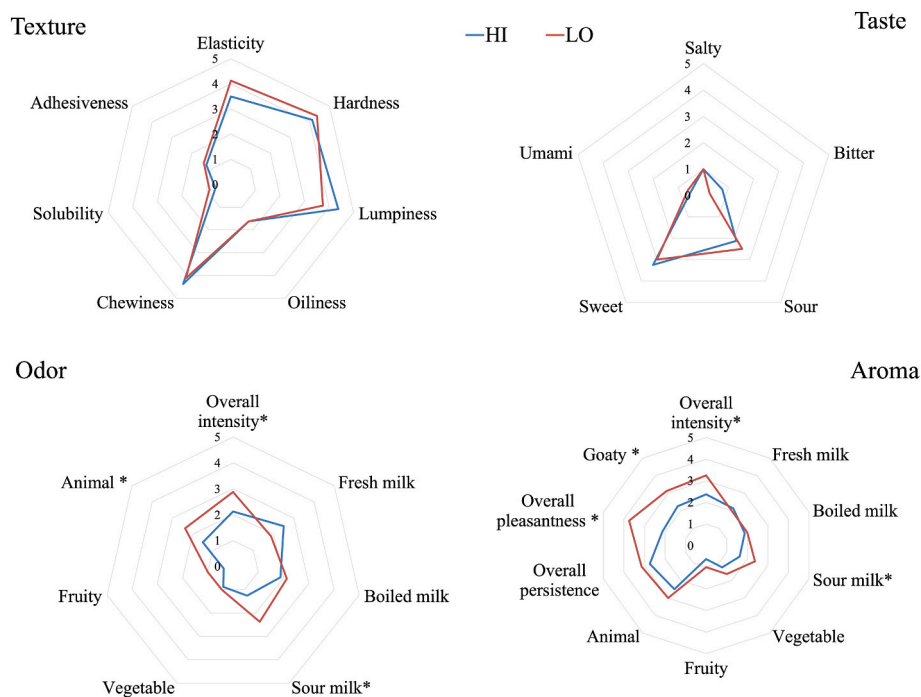 Texture
HI
LO
Taste
Elasticity
5
4
3
2
1
0
Hardness
Lumpiness
Oiliness
Chewiness
Solubility
Adhesiveness
Salty
5
4
3
2
1
0
Bitter
Sour
Sweet
Umami
Odor
Overall
intensity*
5
4
3
2
1
0
Fresh milk
Boiled milk
Sour milk*
Vegetable
Fruity
Animal *
Aroma
Overall
intensity*
5
4
3
2
1
0
Fresh milk
Boiled milk
Sour milk*
Vegetable
Fruity
Animal
Overall
persistence
Overall
pleasantness *
Goaty *